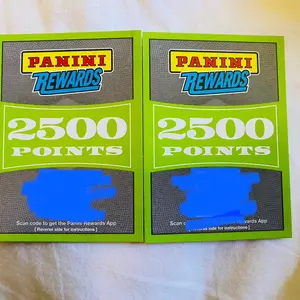 PANINI
REWARDS
2500
POINTS
Scan code to get the Panini Rewards App
[ Reverse side for instructions ]
PANINI
REWARDS
2500
POINTS
Scan Rewards App
[ Reverse side for instructions ]